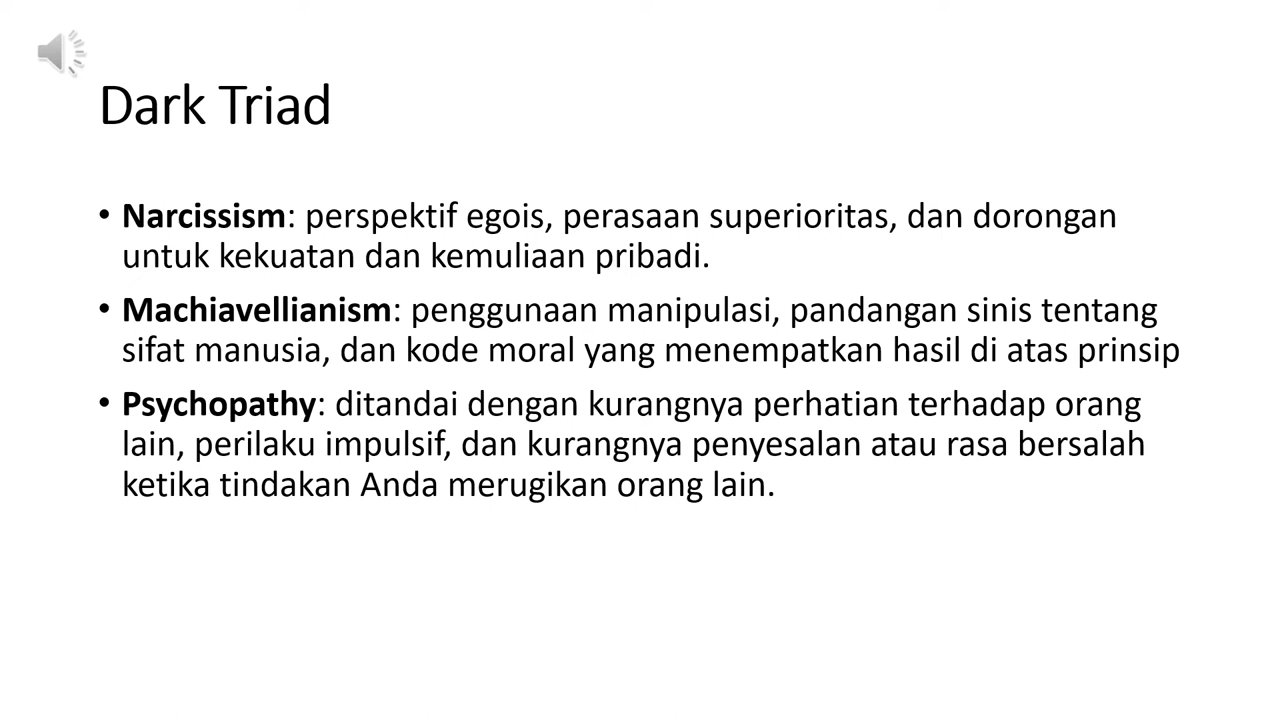 Dark Triad
• Narcissism: perspektif egois, perasaan superioritas, dan dorongan
untuk kekuatan dan kemuliaan pribadi.
• Machiavellianism: penggunaan manipulasi, pandangan sinis tentang
sifat manusia, dan kode moral yang menempatkan hasil di atas prinsip
• Psychopathy: ditandai dengan kurangnya perhatian terhadap orang
lain, perilaku impulsif, dan kurangnya penyesalan atau rasa bersalah
ketika tindakan Anda merugikan orang lain.